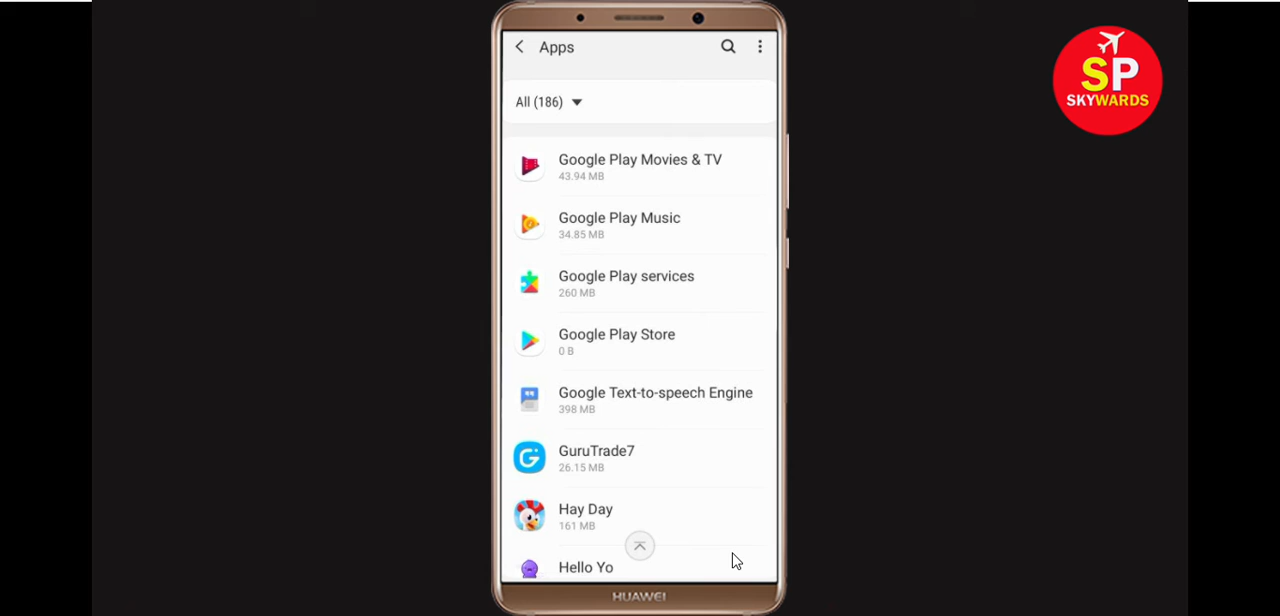 Apps
All (186)
Google Play Movies & TV
43.94 MB
Google Play Music
34.85 MB
Google Play services
260 MB
Google Play Store
0 B
Google Text-to-speech Engine
398 MB
GuruTrade7
26.15 MB
Hay Day
161 MB
Hello Yo
HUAWEI
SP
SKYWARDS